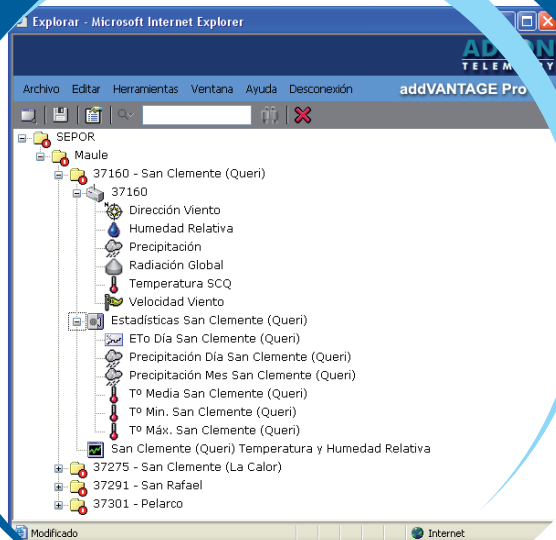 Explorar - Microsoft Internet Explorer
ADCON
TELEMETRY
Archivo Editar Herramientas Ventana Ayuda Desconexión addVANTAGE Pro
SEPOR
Maule
37160 - San Clemente (Queri)
37160
Dirección Viento
Humedad Relativa
Precipitación
Radiación Global
Temperatura SCQ
Velocidad Viento
Estadísticas San Clemente (Queri)
ETo Día San Clemente (Queri)
Precipitación Día San Clemente (Queri)
Precipitación Mes San Clemente (Queri)
Tº Media San Clemente (Queri)
Tº Min. San Clemente (Queri)
Tº Máx. San Clemente (Queri)
San Clemente (Queri) Temperatura y Humedad Relativa
37275 - San Clemente (La Calor)
37291 - San Rafael
37301 - Pelarco
Modificado Internet